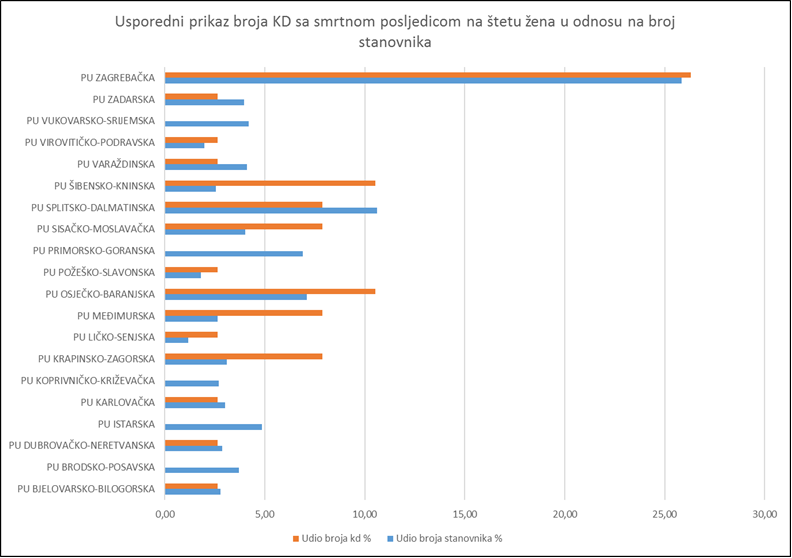 Usporedni prikaz broja KD sa smrtnom posljedicom na štetu žena u odnosu na broj
stanovnika
PU ZAGREBAČKA
PU ZADARSKA
PU VUKOVARSKO-SRIJEMSKA
PU VIROVITIČKO-PODRAVSKA
PU VARAŽDINSKA
PU ŠIBENSKO-KNINSKA
PU SPLITSKO-DALMATINSKA
PU SISAČKO-MOSLAVAČKA
PU PRIMORSKO-GORANSKA
PU POŽEŠKO-SLAVONSKA
PU OSJEČKO-BARANJSKA
PU MEĐIMURSKA
PU LIČKO-SENJSKA
PU KRAPINSKO-ZAGORSKA
PU KOPRIVNIČKO-KRIŽEVAČKA
PU KARLOVAČKA
PU ISTARSKA
PU DUBROVAČKO-NERETVANSKA
PU BRODSKO-POSAVSKA
PU BJELOVARSKO-BILOGORSKA
0,00 5,00 10,00 15,00 20,00 25,00 30,00
Udio broja kd % Udio broja stanovnika %